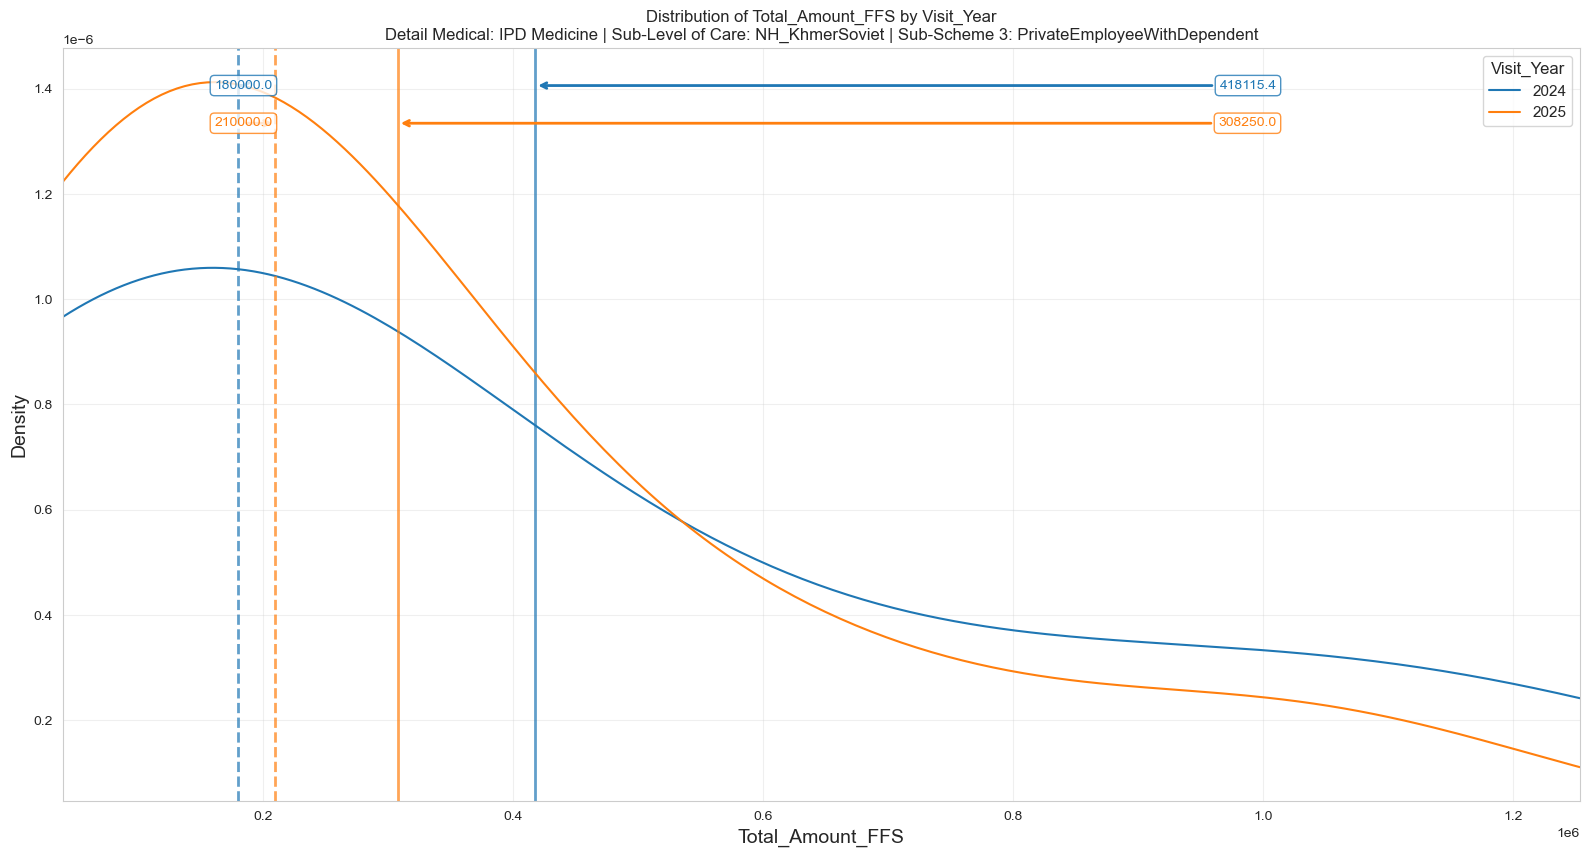 Distribution of Total_Amount_FFS by Visit_Year
Detail Medical: IPD Medicine | Sub-Level of Care: NH_KhmerSoviet | Sub-Scheme 3: PrivateEmployeeWithDependent
1e−6
Visit_Year
2024
2025
180000.0
418115.4
210000.0
308250.0
1.4
1.2
1.0
0.8
0.6
0.4
0.2
Density
0.2
0.4
0.6
0.8
1.0
1.2
1e6
Total_Amount_FFS